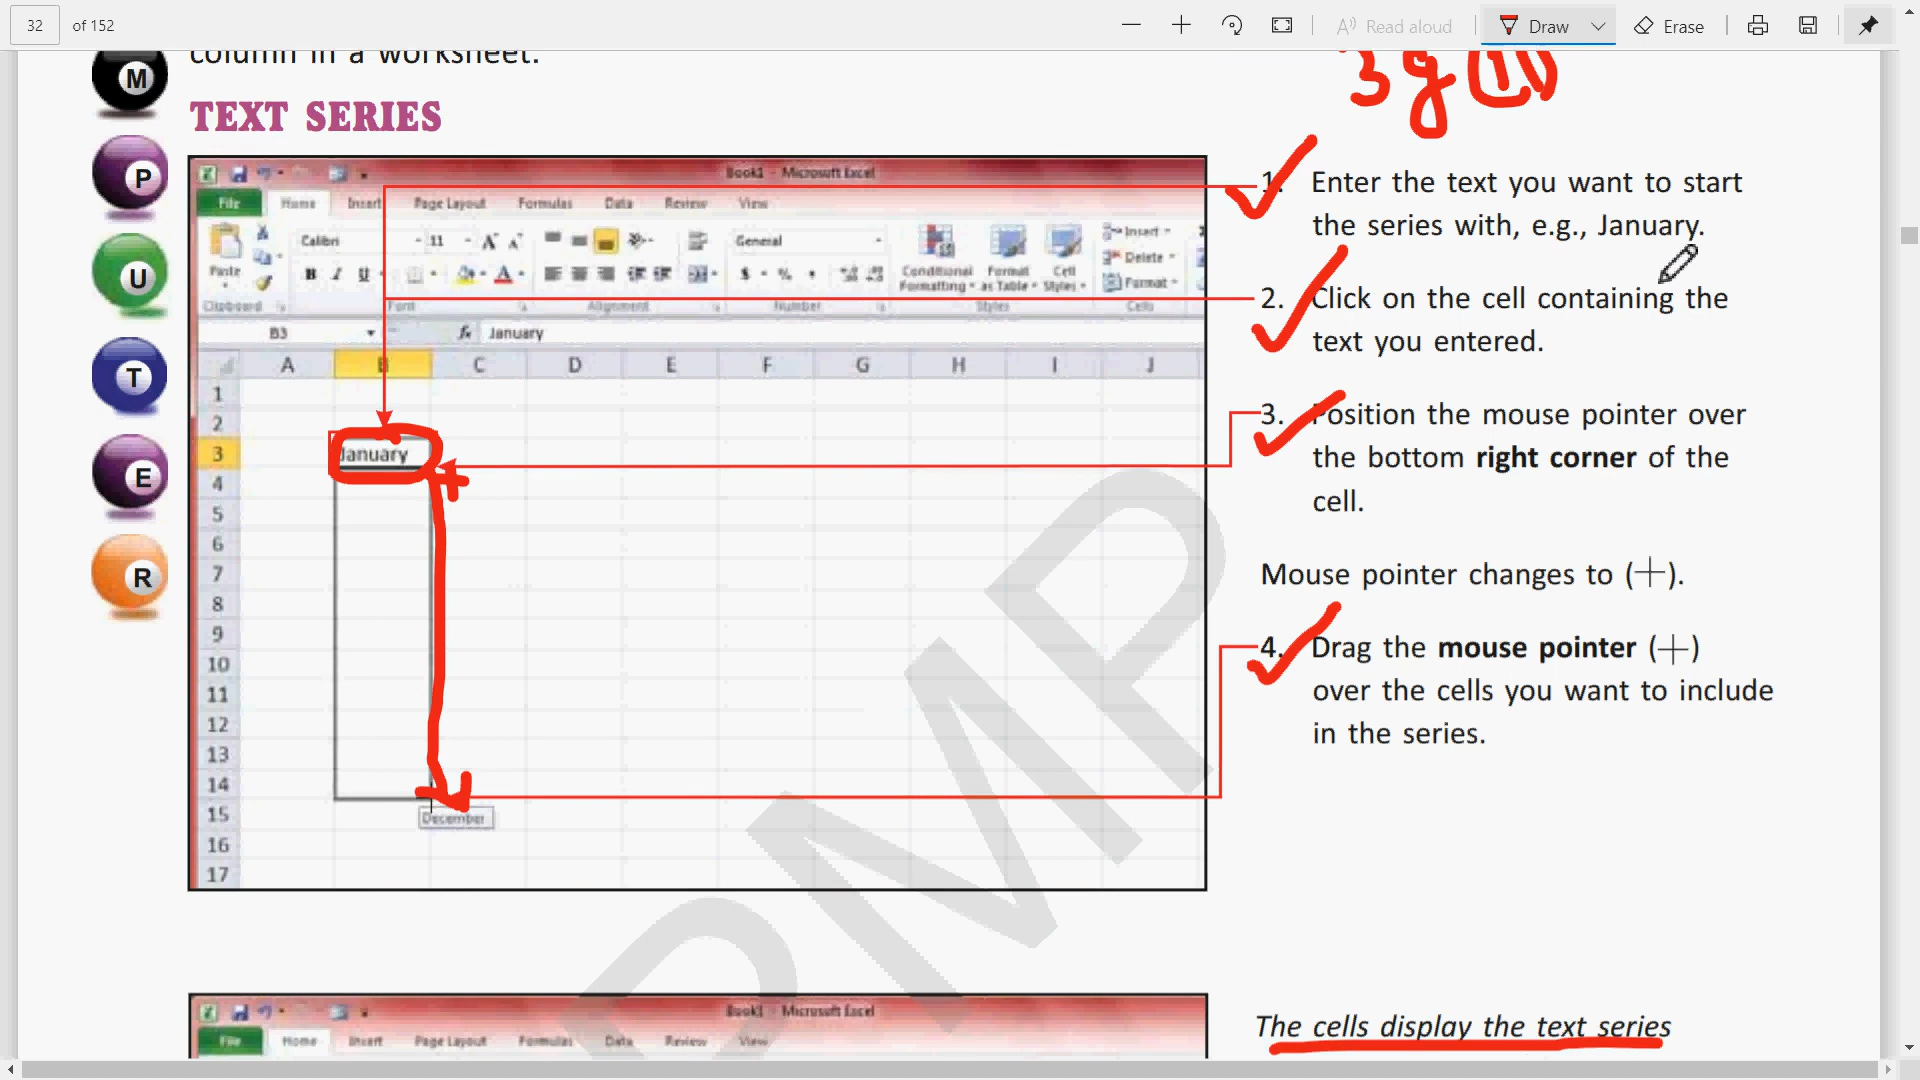 32 of 152 Read aloud Draw Erase
column in a worksheet.
TEXT SERIES
M
P
U
T
E
R
Book1 - Microsoft Excel
File Home Insert Page Layout Formulas Data Review View
Calibri 11 General Insert
Paste B I U $ % Conditional Format Cell Delete
Formatting as Table Styles Format
Clipboard Font Alignment Number Styles Cells
B3 fx January
A B C D E F G H I J
1
2
3 January
4
5
6
7
8
9
10
11
12
13
14
15 December
16
17
1. Enter the text you want to start
the series with, e.g., January.
2. Click on the cell containing the
text you entered.
3. Position the mouse pointer over
the bottom right corner of the
cell.
Mouse pointer changes to (+).
4. Drag the mouse pointer (+)
over the cells you want to include
in the series.
Book1 - Microsoft Excel
File Home Insert Page Layout Formulas Data Review View
The cells display the text series